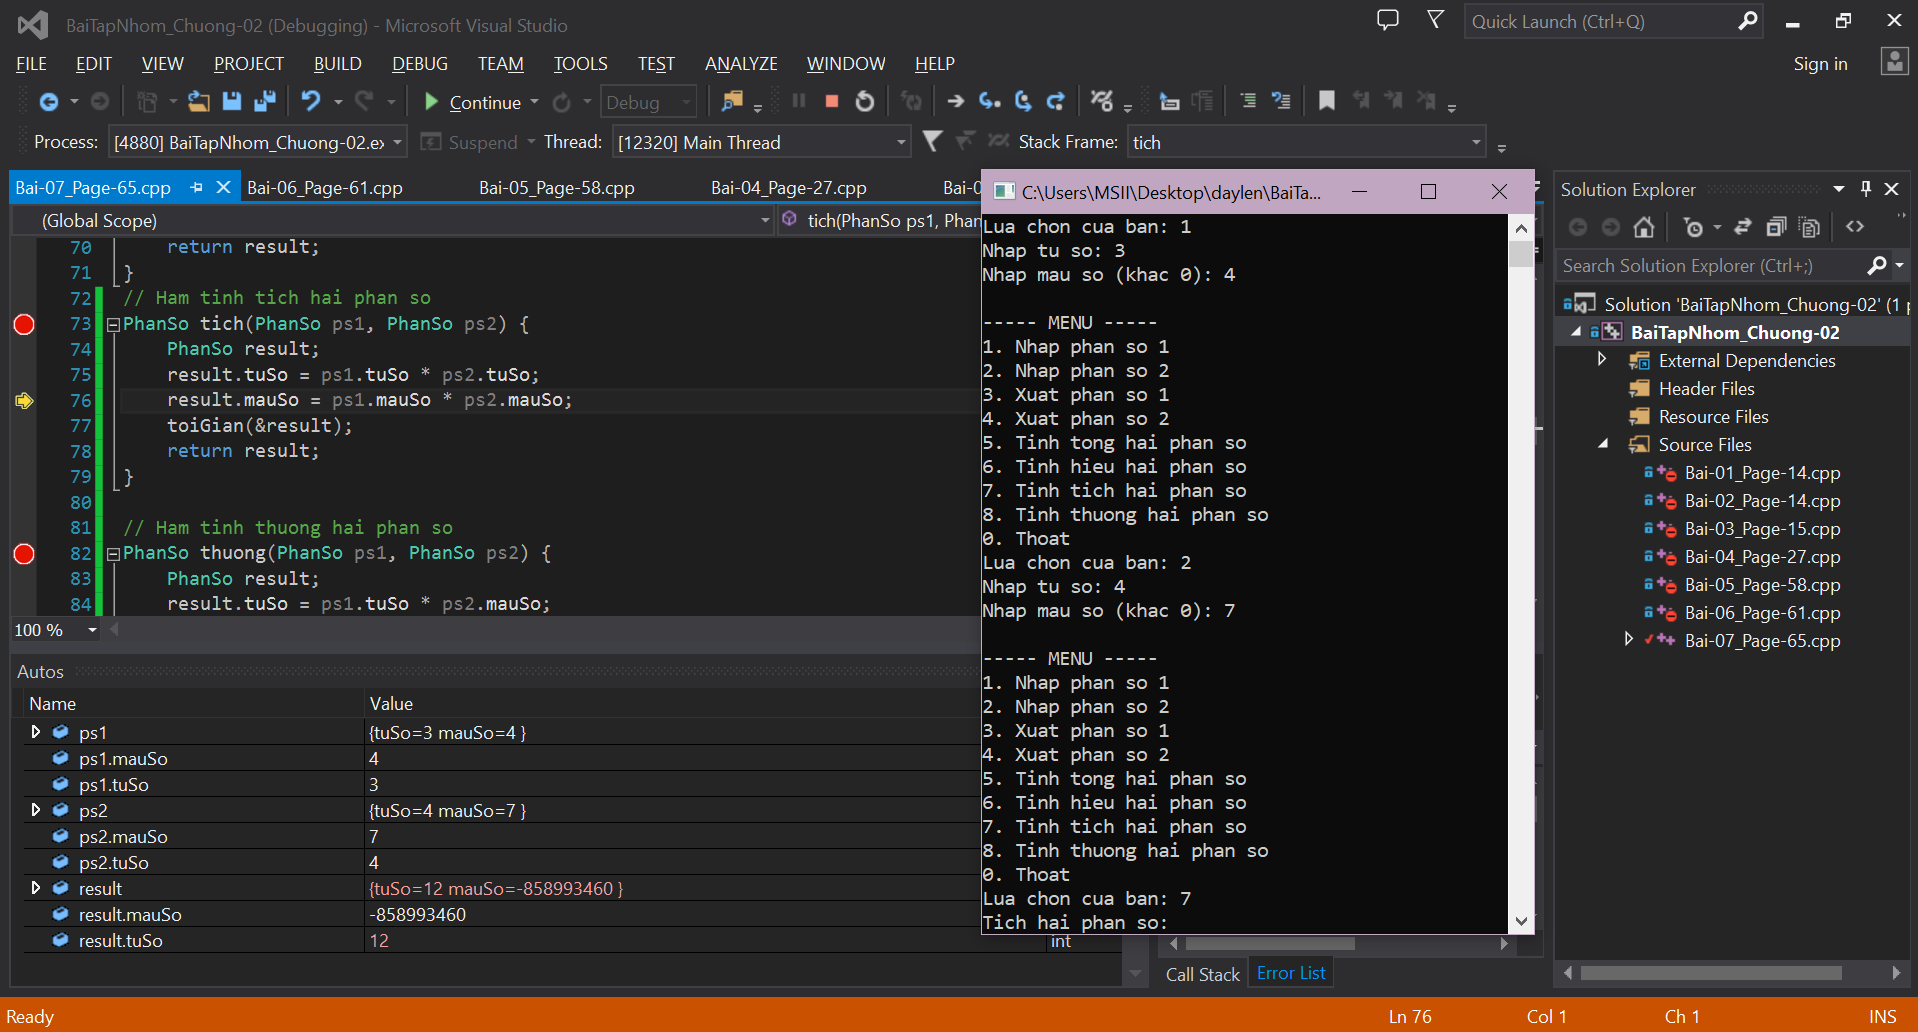 BaiTapNhom_Chuong-02 (Debugging) - Microsoft Visual Studio
Quick Launch (Ctrl+Q)
FILE EDIT VIEW PROJECT BUILD DEBUG TEAM TOOLS TEST ANALYZE WINDOW HELP
Sign in
Continue
Debug
Process: [4880] BaiTapNhom_Chuong-02.ex
Suspend
Thread: [12320] Main Thread
Stack Frame: tich
Bai-07_Page-65.cpp
Bai-06_Page-61.cpp
Bai-05_Page-58.cpp
Bai-04_Page-27.cpp
Bai-0
(Global Scope)
tich(PhanSo ps1, Phan
70 return result;
71 }
72 // Ham tinh tich hai phan so
73 PhanSo tich(PhanSo ps1, PhanSo ps2) {
74 PhanSo result;
75 result.tuSo = ps1.tuSo * ps2.tuSo;
76 result.mauSo = ps1.mauSo * ps2.mauSo;
77 toiGian(&result);
78 return result;
79 }
80
81 // Ham tinh thuong hai phan so
82 PhanSo thuong(PhanSo ps1, PhanSo ps2) {
83 PhanSo result;
84 result.tuSo = ps1.tuSo * ps2.mauSo;
100 %
Autos
Name Value
ps1 {tuSo=3 mauSo=4 }
ps1.mauSo 4
ps1.tuSo 3
ps2 {tuSo=4 mauSo=7 }
ps2.mauSo 7
ps2.tuSo 4
result {tuSo=12 mauSo=-858993460 }
result.mauSo -858993460
result.tuSo 12 int
C:\Users\MSII\Desktop\daylen\BaiTa...
Lua chon cua ban: 1
Nhap tu so: 3
Nhap mau so (khac 0): 4
----- MENU -----
1. Nhap phan so 1
2. Nhap phan so 2
3. Xuat phan so 1
4. Xuat phan so 2
5. Tinh tong hai phan so
6. Tinh hieu hai phan so
7. Tinh tich hai phan so
8. Tinh thuong hai phan so
0. Thoat
Lua chon cua ban: 2
Nhap tu so: 4
Nhap mau so (khac 0): 7
----- MENU -----
1. Nhap phan so 1
2. Nhap phan so 2
3. Xuat phan so 1
4. Xuat phan so 2
5. Tinh tong hai phan so
6. Tinh hieu hai phan so
7. Tinh tich hai phan so
8. Tinh thuong hai phan so
0. Thoat
Lua chon cua ban: 7
Tich hai phan so:
Call Stack
Error List
Solution Explorer
Search Solution Explorer (Ctrl+;)
Solution 'BaiTapNhom_Chuong-02' (1 p
BaiTapNhom_Chuong-02
External Dependencies
Header Files
Resource Files
Source Files
Bai-01_Page-14.cpp
Bai-02_Page-14.cpp
Bai-03_Page-15.cpp
Bai-04_Page-27.cpp
Bai-05_Page-58.cpp
Bai-06_Page-61.cpp
Bai-07_Page-65.cpp
Ready
Ln 76 Col 1 Ch 1 INS